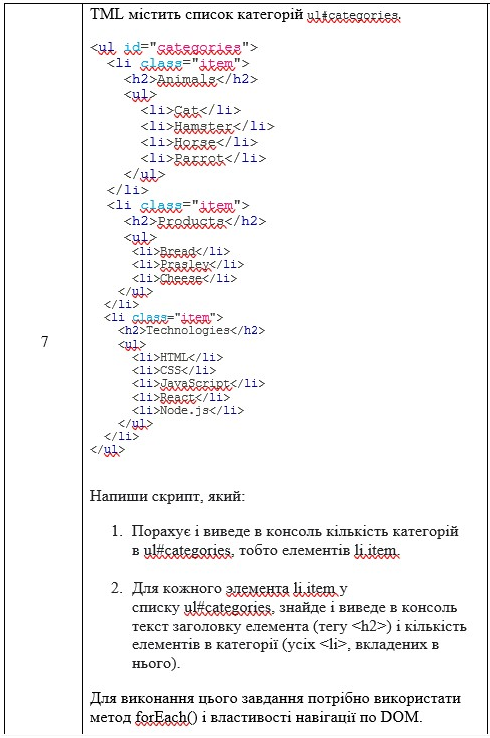 TML містить список категорій ul#categories.
<ul id="categories">
<li class="item">
<h2>Animals</h2>
<ul>
<li>Cat</li>
<li>Hamster</li>
<li>Horse</li>
<li>Parrot</li>
</ul>
</li>
<li class="item">
<h2>Products</h2>
<ul>
<li>Bread</li>
<li>Prasley</li>
<li>Cheese</li>
</ul>
</li>
<li class="item">
<h2>Technologies</h2>
7
<ul>
<li>HTML</li>
<li>CSS</li>
<li>JavaScript</li>
<li>React</li>
<li>Node.js</li>
</ul>
</li>
</ul>
Напиши скрипт, який:
1. Порахує і виведе в консоль кількість категорій
в ul#categories, тобто елементів li.item.
2. Для кожного элемента li.item у
списку ul#categories, знайде і виведе в консоль
текст заголовку елемента (тегу <h2>) і кількість
елементів в категорії (усіх <li>, вкладених в
нього).
Для виконання цього завдання потрібно використати
метод forEach() і властивості навігації по DOM.